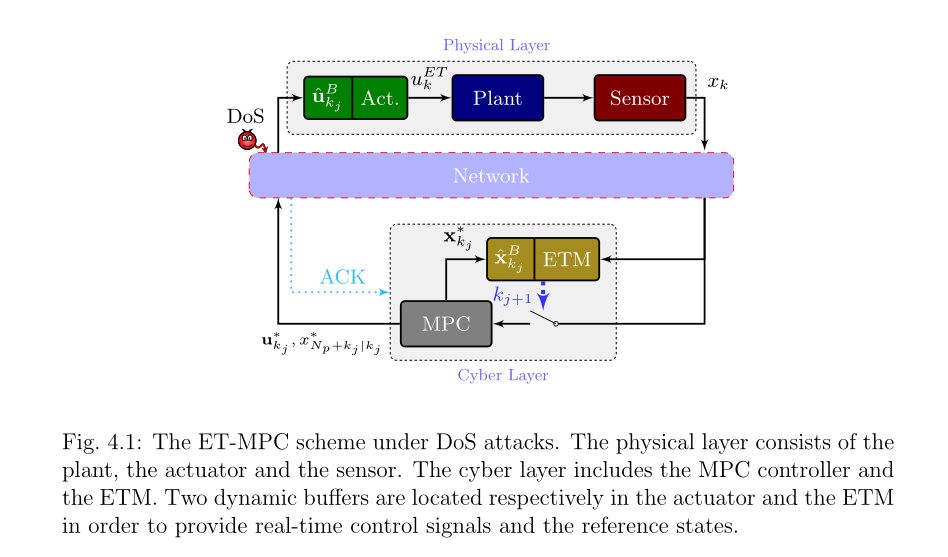 Physical Layer
$\hat{\mathbf{u}}_{k_j}^{B}$ Act.
$u_k^{ET}$
Plant
Sensor
$x_k$
DoS
Network
$\mathbf{x}_{k_j}^{*}$
$\hat{\mathbf{x}}_{k_j}^{B}$ ETM
ACK
$k_{j+1}$
MPC
$\mathbf{u}_{k_j}^{*}, x_{N_p+k_j|k_j}^{*}$
Cyber Layer
Fig. 4.1: The ET-MPC scheme under DoS attacks. The physical layer consists of the
plant, the actuator and the sensor. The cyber layer includes the MPC controller and
the ETM. Two dynamic buffers are located respectively in the actuator and the ETM
in order to provide real-time control signals and the reference states.